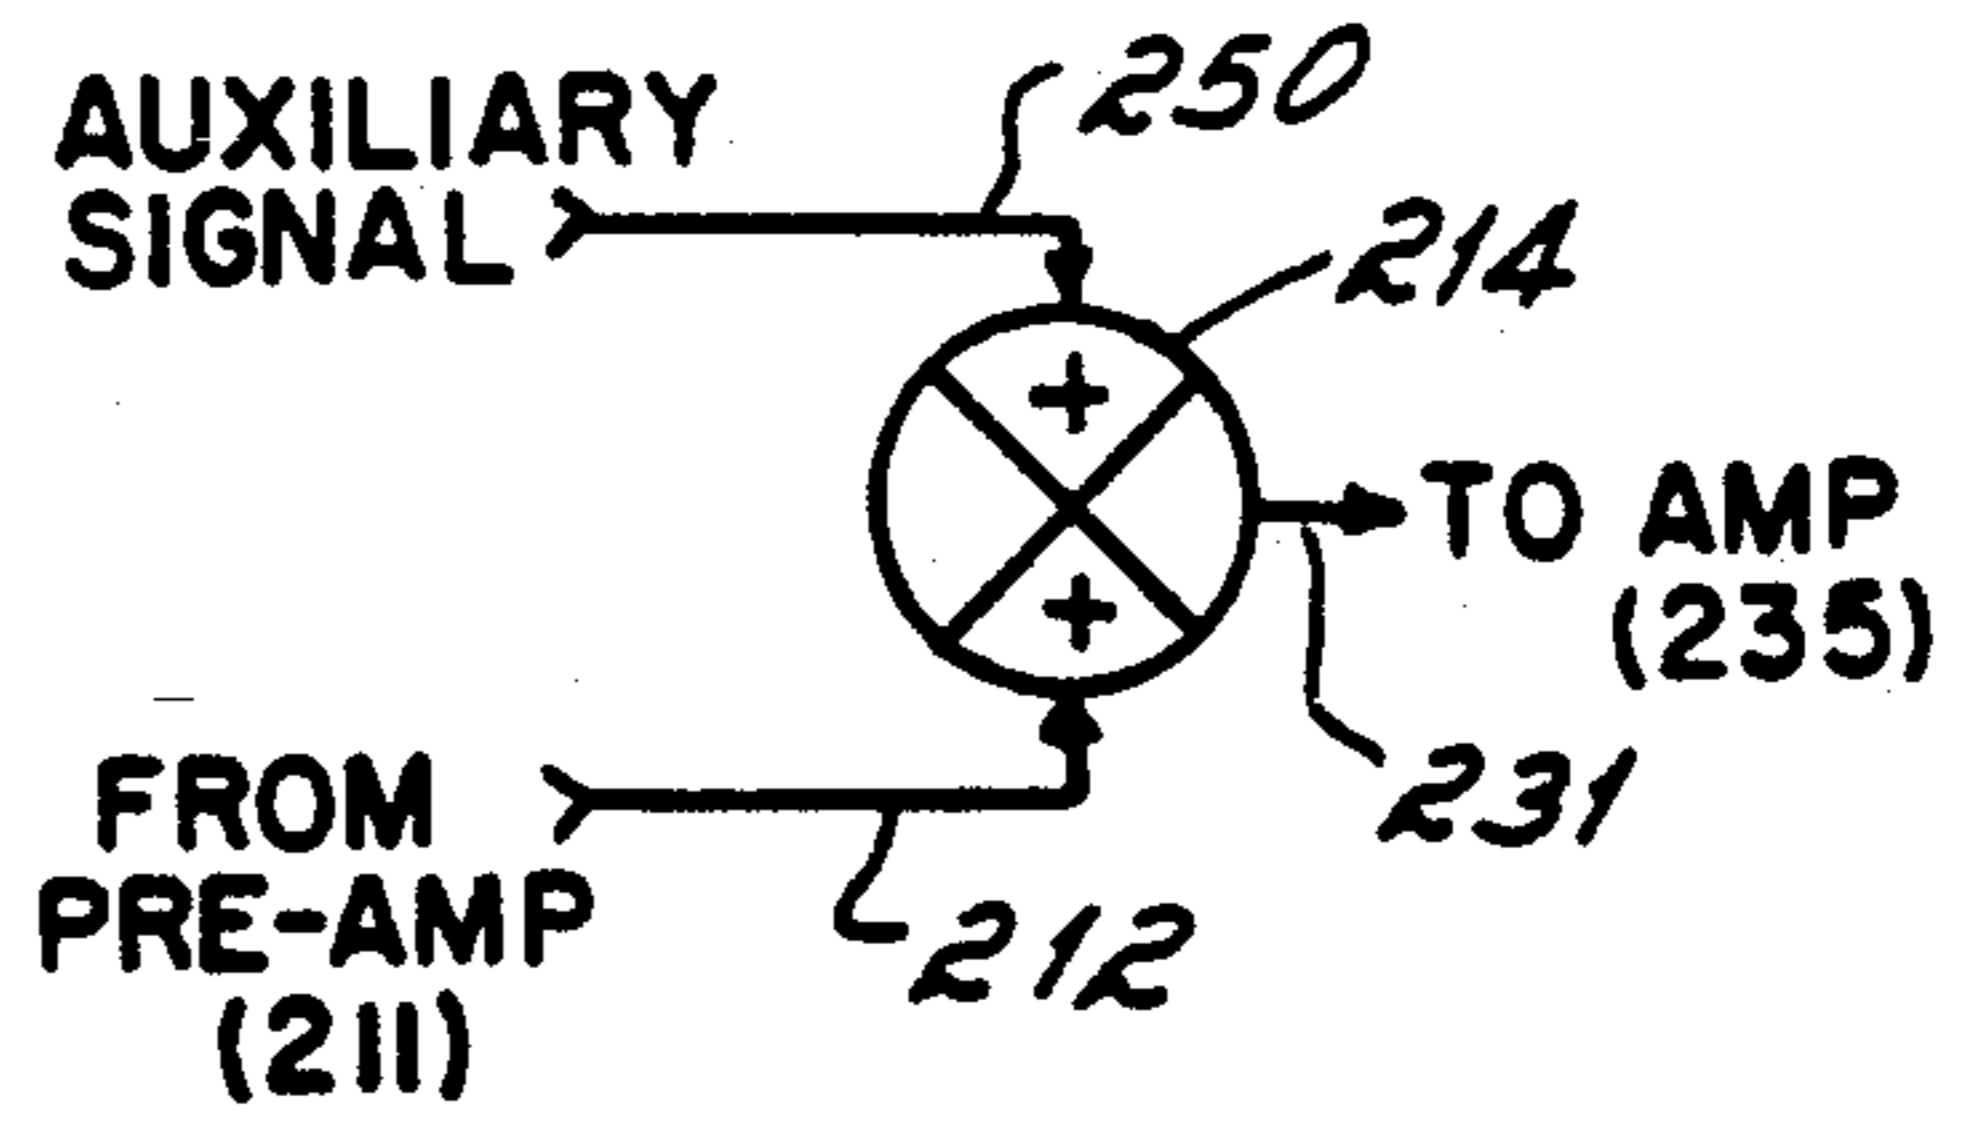 AUXILIARY
SIGNAL
250
214
+
TO AMP
(235)
+
231
FROM
PRE-AMP
(211)
212